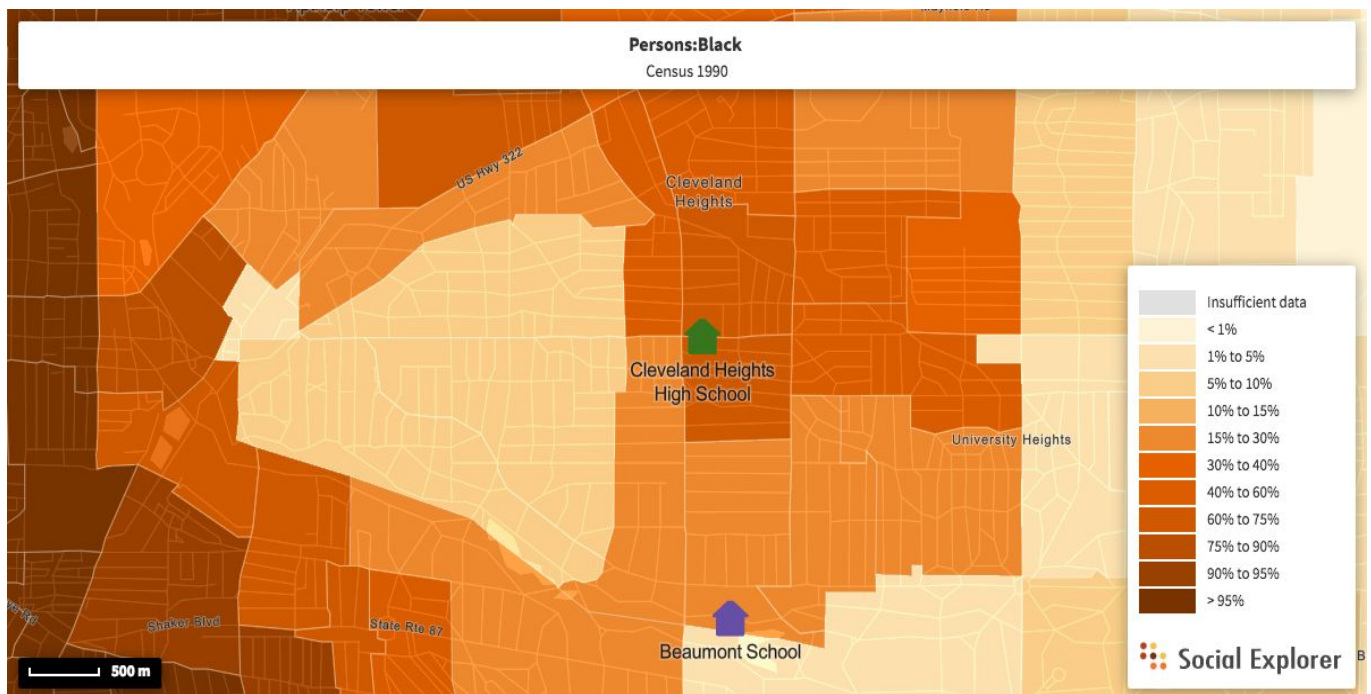 Persons:Black
Census 1990
US Hwy 322
Cleveland
Heights
Cleveland Heights
High School
University Heights
Beaumont School
Shaker Blvd
State Rte 87
500 m
Insufficient data
< 1%
1% to 5%
5% to 10%
10% to 15%
15% to 30%
30% to 40%
40% to 60%
60% to 75%
75% to 90%
90% to 95%
> 95%
Social Explorer
B